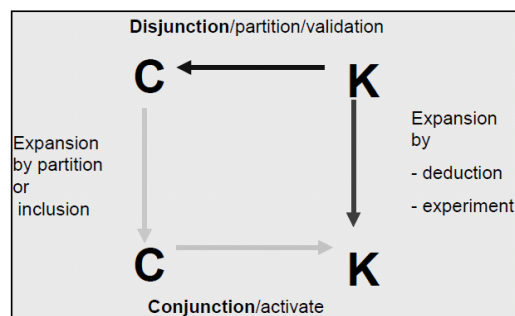 Disjunction/partition/validation
C K
Expansion
by partition
or
inclusion
Expansion
by
- deduction
- experiment
C K
Conjunction/activate